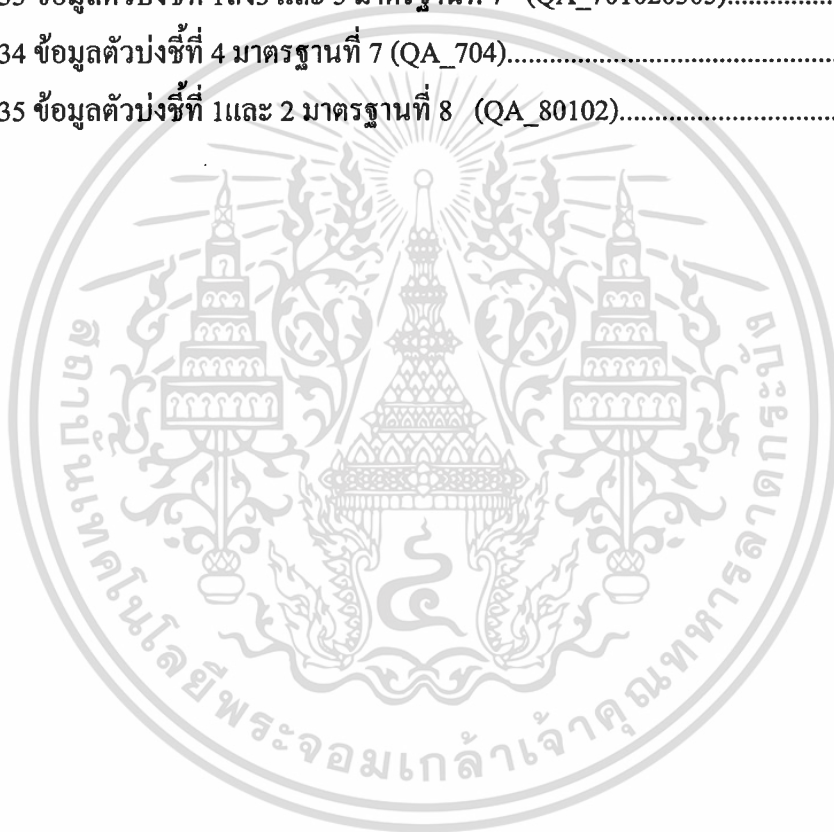 34 ข้อมูลตัวบ่งชี้ที่ 4 มาตรฐานที่ 7 (QA_704)................................................
35 ข้อมูลตัวบ่งชี้ที่ 1และ 2 มาตรฐานที่ 8 (QA_80102)................................
สถาบันเทคโนโลยีพระจอมเกล้าเจ้าคุณทหารลาดกระบัง